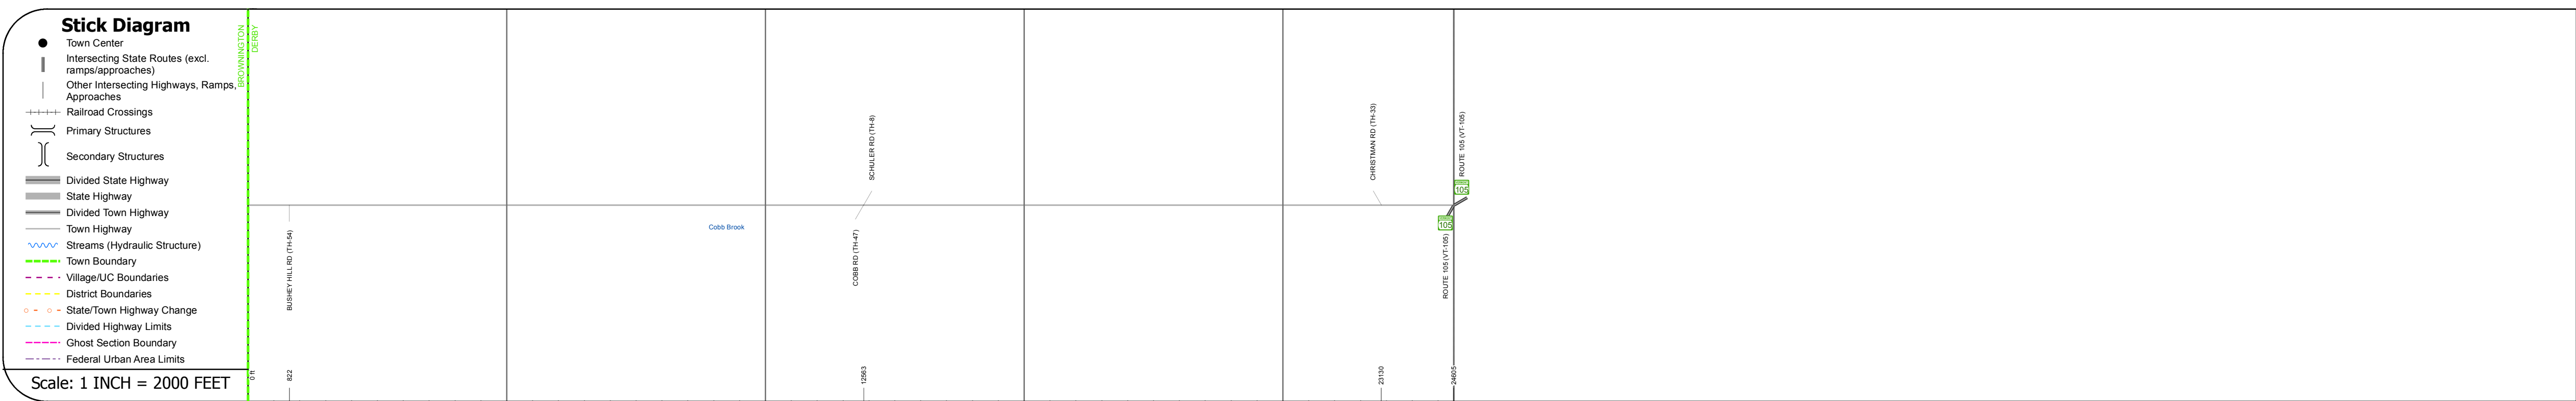 Stick Diagram
Town Center
Intersecting State Routes (excl.
ramps/approaches)
Other Intersecting Highways, Ramps,
Approaches
Railroad Crossings
Primary Structures
Secondary Structures
Divided State Highway
State Highway
Divided Town Highway
Town Highway
Streams (Hydraulic Structure)
Town Boundary
Village/UC Boundaries
District Boundaries
State/Town Highway Change
Divided Highway Limits
Ghost Section Boundary
Federal Urban Area Limits
Scale: 1 INCH = 2000 FEET
BROWNINGTON
DERBY
BUSHEY HILL RD (TH-54)
Cobb Brook
SCHULER RD (TH-8)
COBB RD (TH-47)
CHRISTMAN RD (TH-33)
ROUTE 105 (VT-105)
105
105
ROUTE 105 (VT-105)
0 ft
822
12563
23130
24605